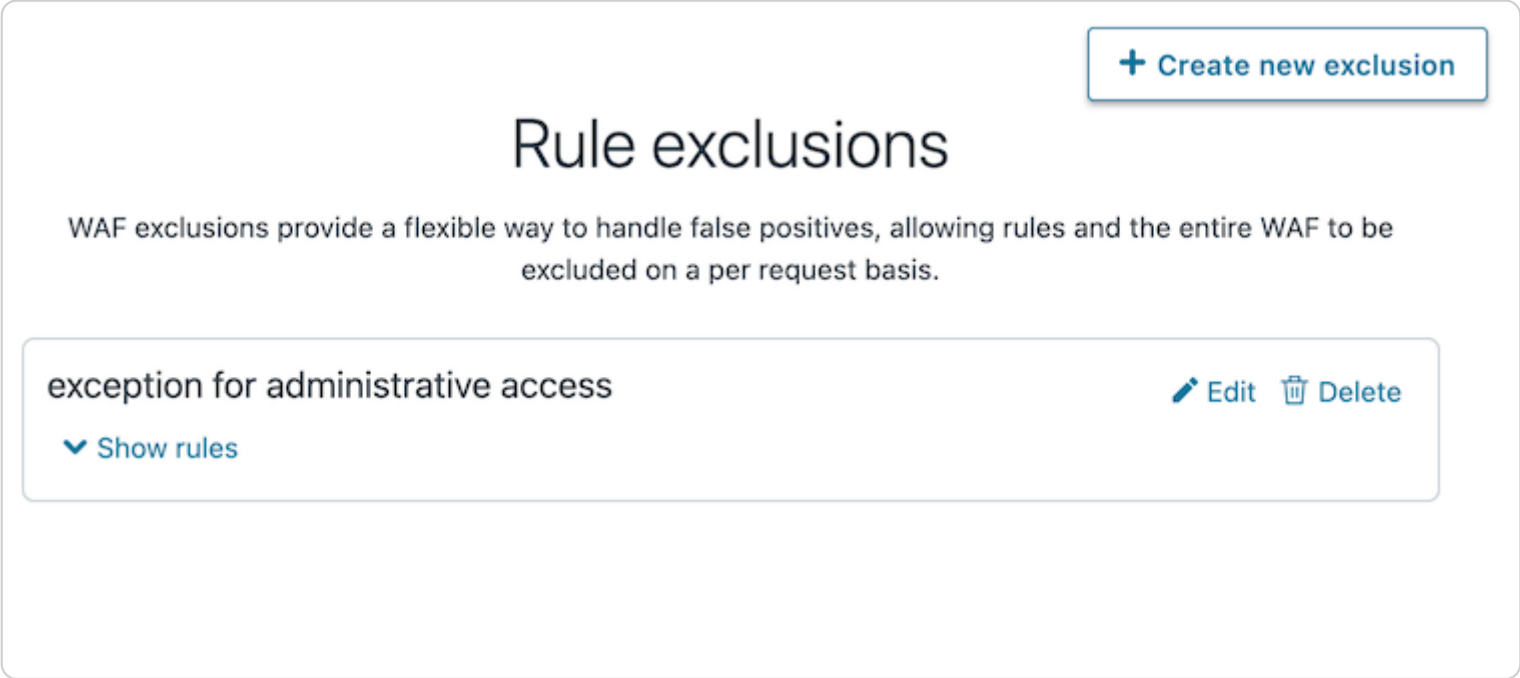 Create new exclusion
Rule exclusions
WAF exclusions provide a flexible way to handle false positives, allowing rules and the entire WAF to be
excluded on a per request basis.
exception for administrative access
Edit Delete
Show rules